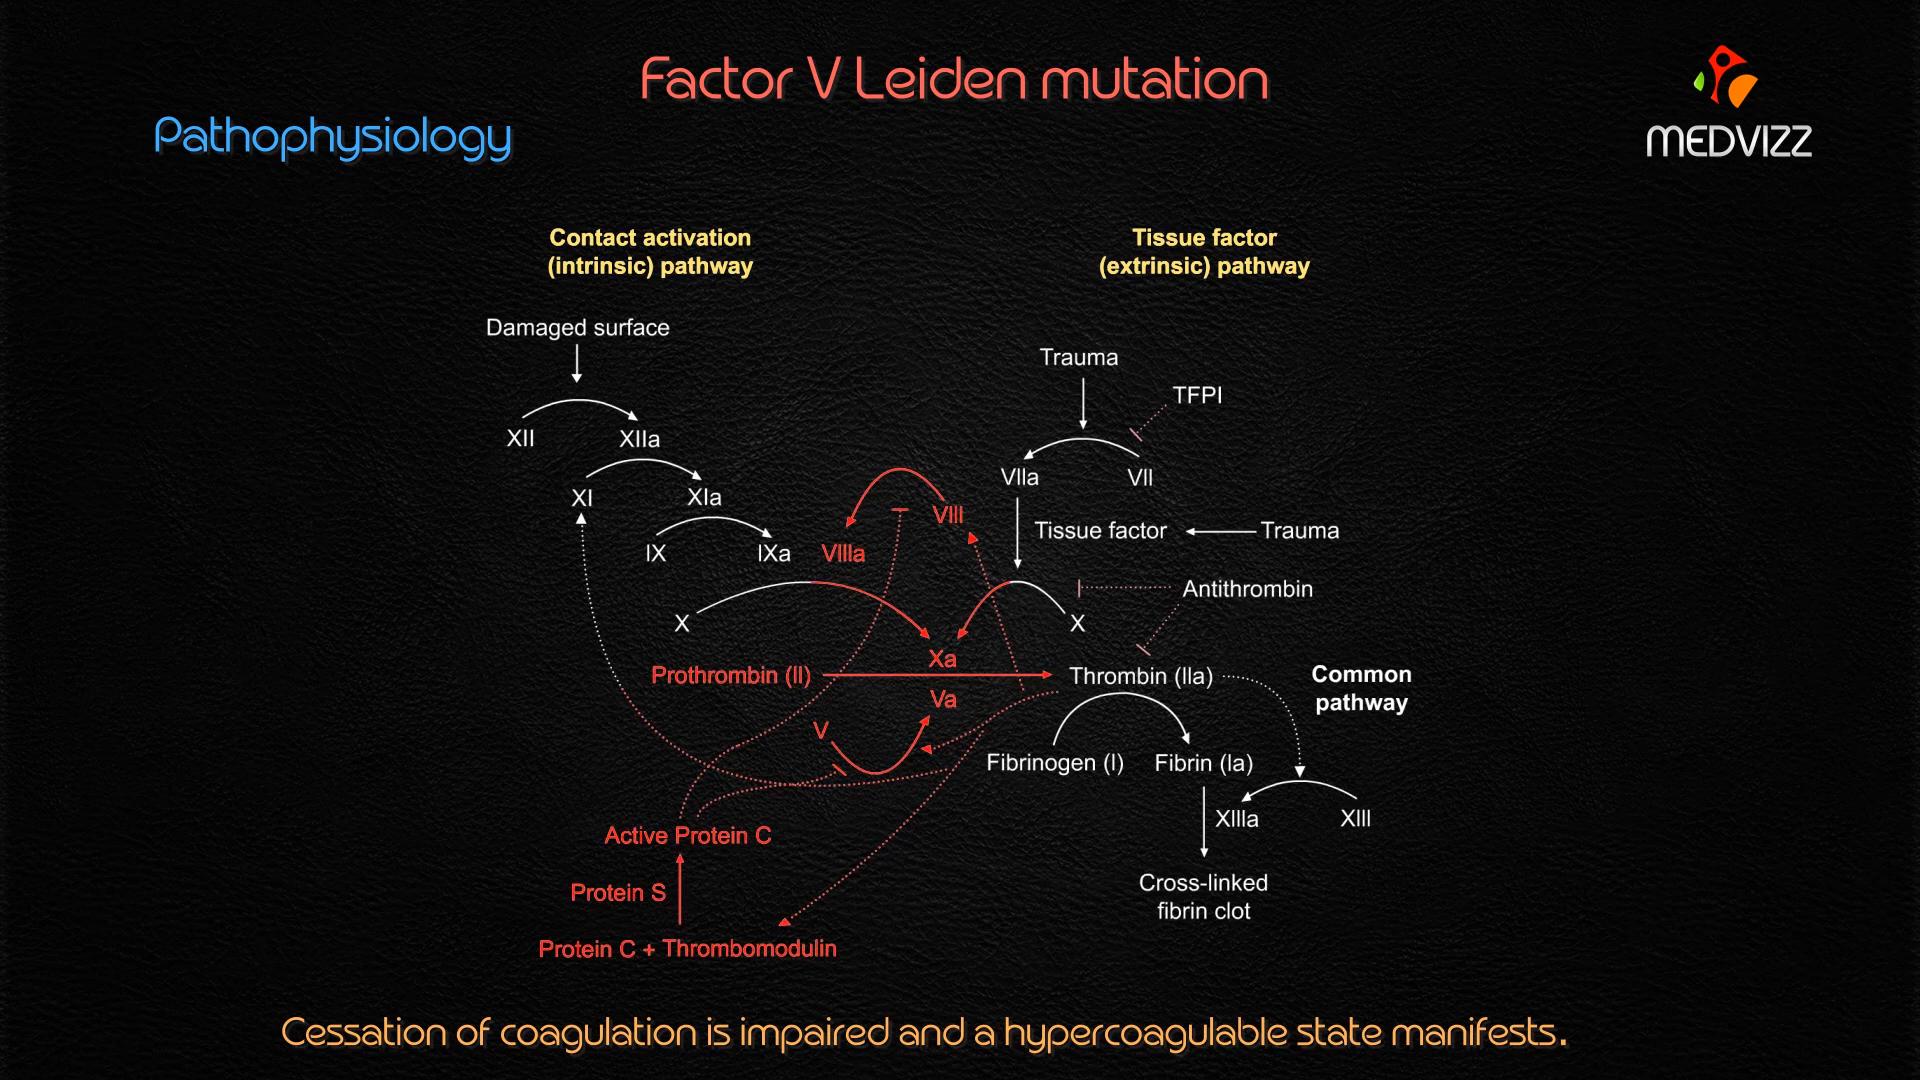 Factor V Leiden mutation
Pathophysiology
MEDVIZZ
Contact activation
(intrinsic) pathway
Tissue factor
(extrinsic) pathway
Damaged surface
Trauma
TFPI
XII
XIIa
VIIa
VII
XI
XIa
VIII
Tissue factor
Trauma
IX
IXa
VIIIa
Antithrombin
X
X
Xa
Prothrombin (II)
Thrombin (IIa)
Common
pathway
Va
V
Fibrinogen (I)
Fibrin (Ia)
XIIIa
XIII
Active Protein C
Cross-linked
fibrin clot
Protein S
Protein C + Thrombomodulin
Cessation of coagulation is impaired and a hypercoagulable state manifests.